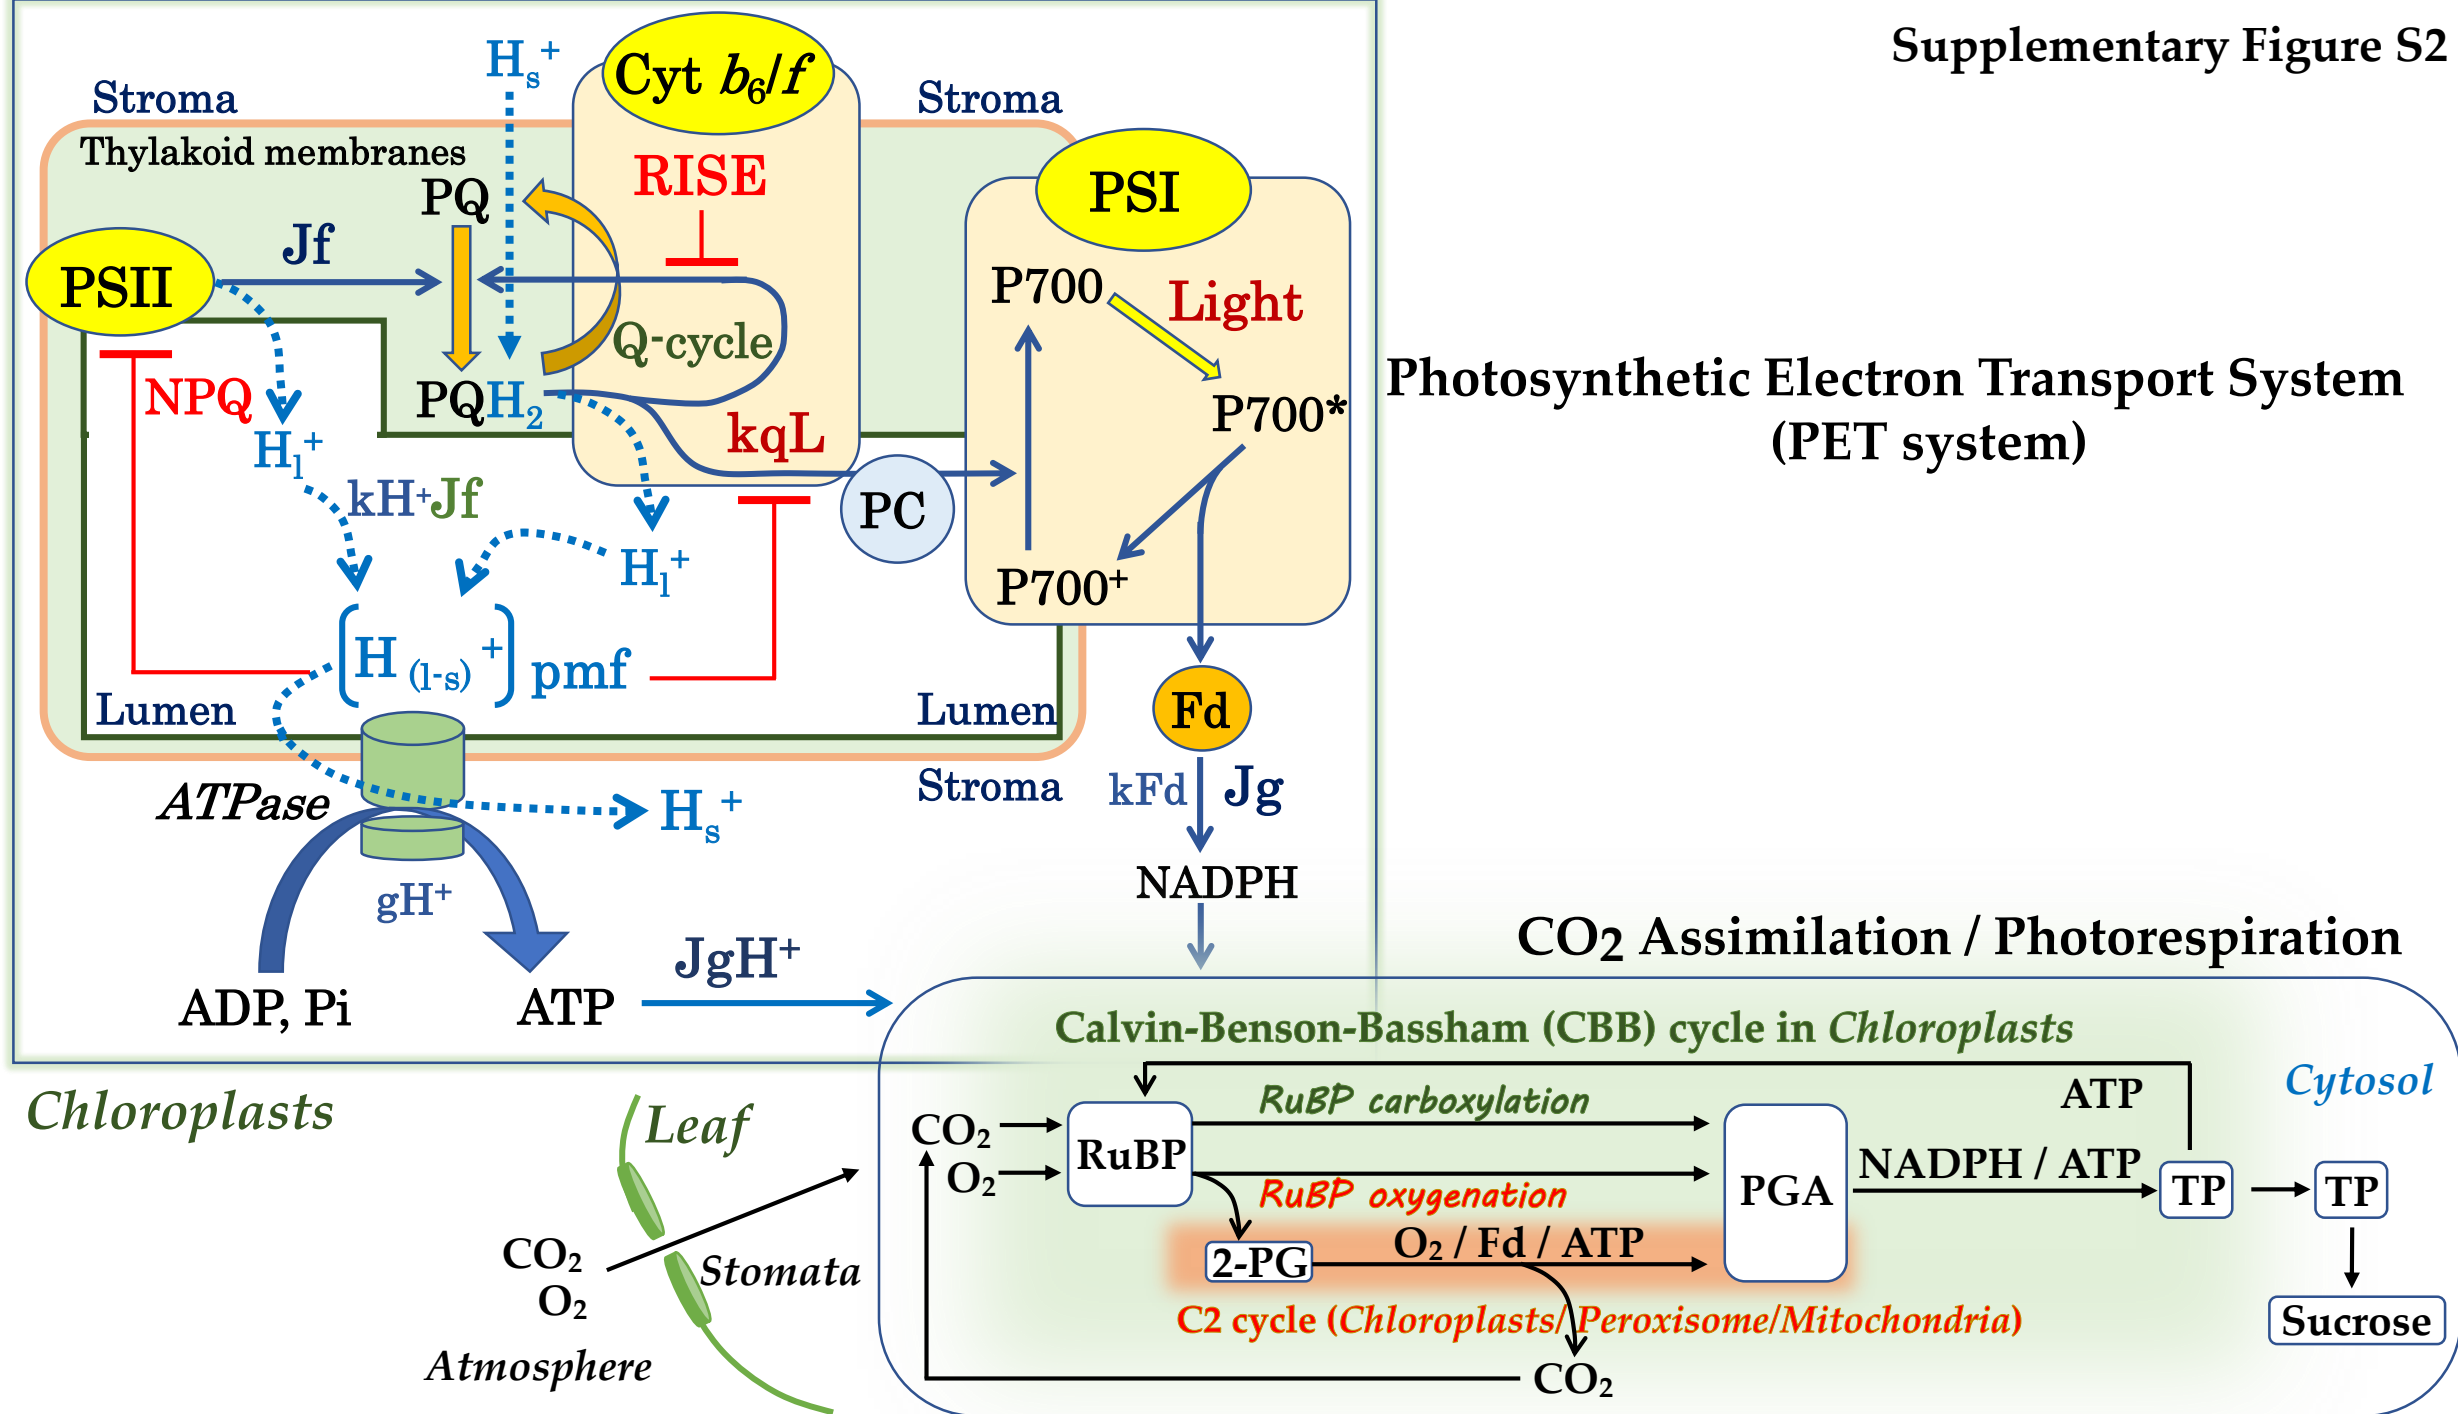 Supplementary Figure S2
Hs+
Cyt b6/f
Stroma
Stroma
Thylakoid membranes
RISE
PQ
PSI
Jf
PSII
P700
Light
Q-cycle
Photosynthetic Electron Transport System
(PET system)
NPQ
PQH2
P700*
kqL
Hl+
kH+Jf
PC
Hl+
P700+
[H (l-s)+] pmf
Lumen
Lumen
Fd
Stroma
kFd
Jg
ATPase
Hs+
NADPH
gH+
JgH+
CO2 Assimilation / Photorespiration
ADP, Pi
ATP
Calvin-Benson-Bassham (CBB) cycle in Chloroplasts
Cytosol
Chloroplasts
Leaf
RuBP carboxylation
ATP
CO2
O2
RuBP
PGA
NADPH / ATP
TP
TP
RuBP oxygenation
CO2
O2
Stomata
2-PG
O2 / Fd / ATP
C2 cycle (Chloroplasts/ Peroxisome/Mitochondria)
Sucrose
Atmosphere
CO2